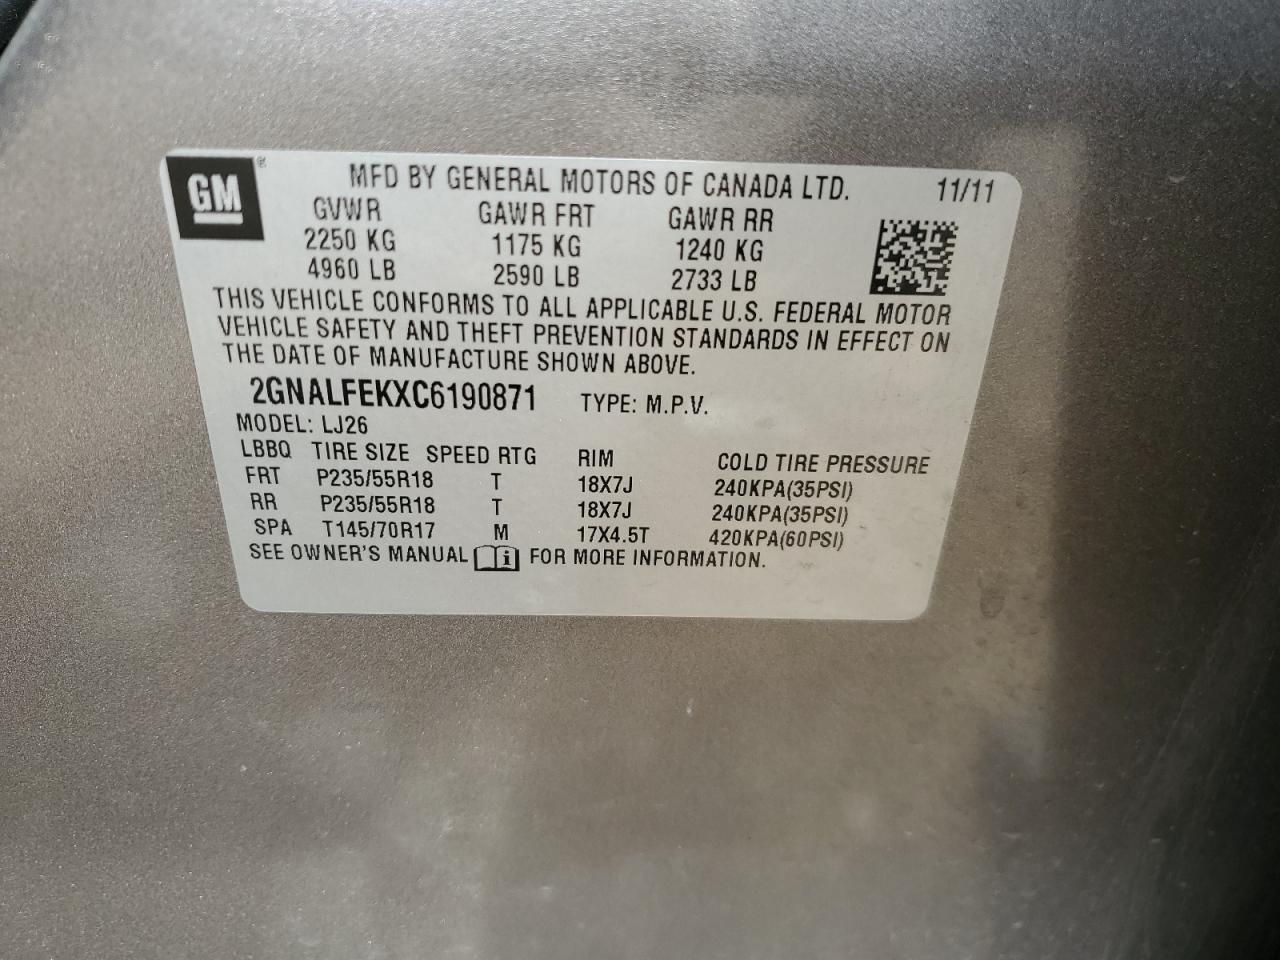 GM ® MFD BY GENERAL MOTORS OF CANADA LTD. 11/11
GVWR GAWR FRT GAWR RR
2250 KG 1175 KG 1240 KG
4960 LB 2590 LB 2733 LB
THIS VEHICLE CONFORMS TO ALL APPLICABLE U.S. FEDERAL MOTOR
VEHICLE SAFETY AND THEFT PREVENTION STANDARDS IN EFFECT ON
THE DATE OF MANUFACTURE SHOWN ABOVE.
2GNALFEKXC6190871 TYPE: M.P.V.
MODEL: LJ26
LBBQ TIRE SIZE SPEED RTG RIM COLD TIRE PRESSURE
FRT P235/55R18 T 18X7J 240KPA(35PSI)
RR P235/55R18 T 18X7J 240KPA(35PSI)
SPA T145/70R17 M 17X4.5T 420KPA(60PSI)
SEE OWNER'S MANUAL i FOR MORE INFORMATION.